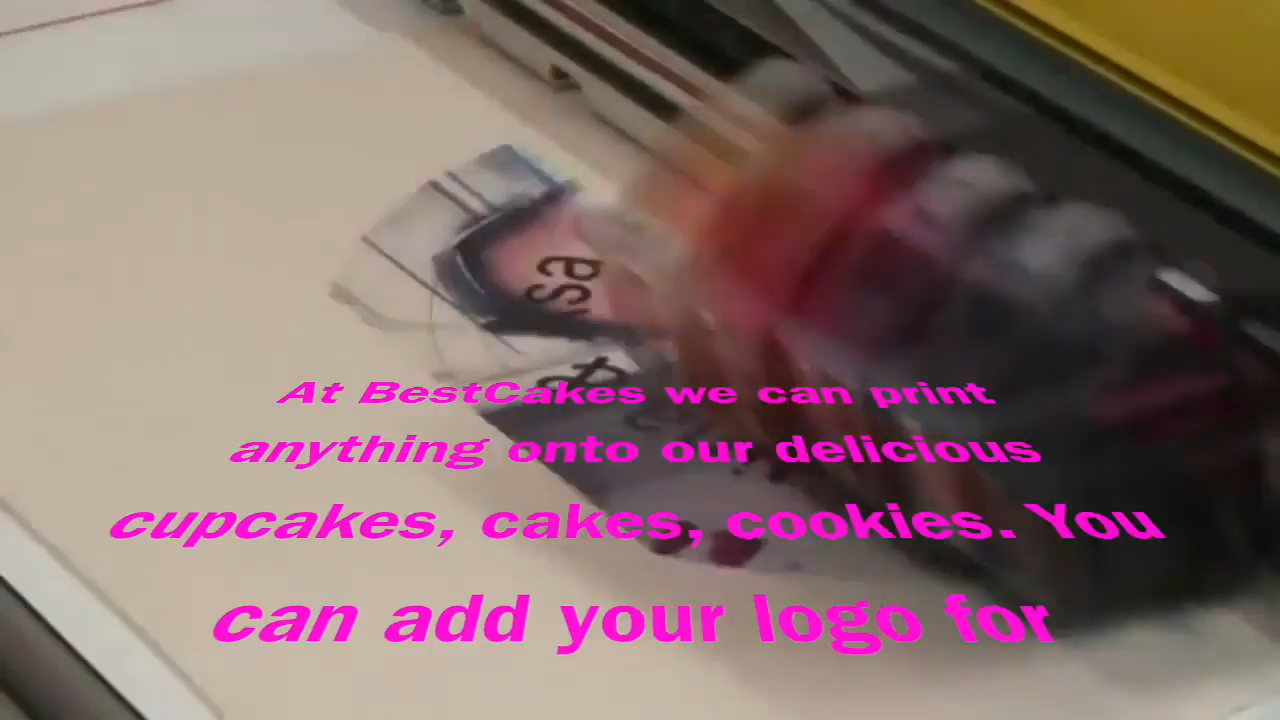 At BestCakes we can print
anything onto our delicious
cupcakes, cakes, cookies. You
can add your logo for